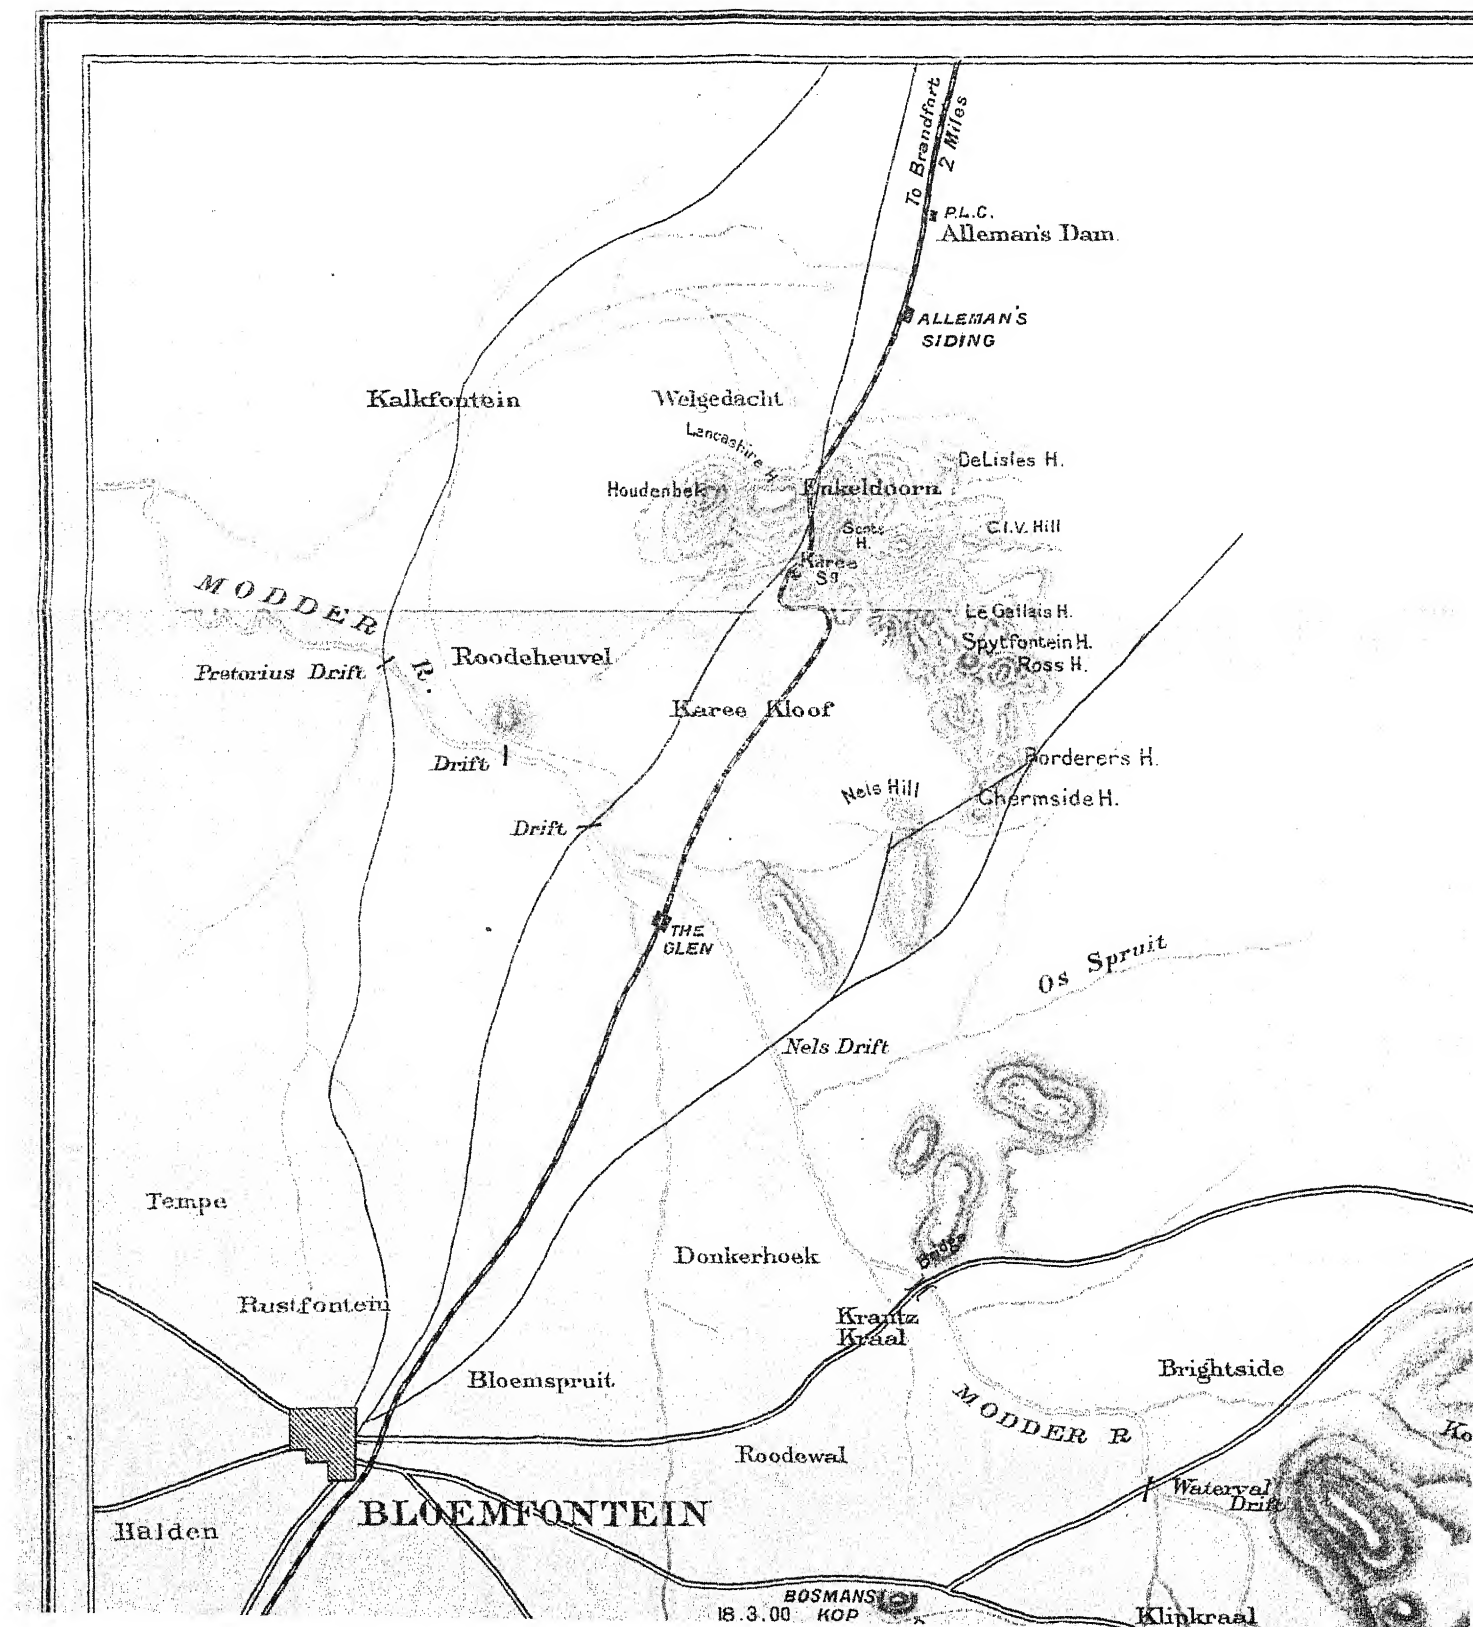 To Brandfort
2 Miles
P.L.C.
Alleman's Dam
ALLEMAN'S
SIDING
Kalkfontein
Welgedacht
Lancashire H.
DeLisles H.
Houdenbek
Enkeldoorn
Scots
H.
C.I.V. Hill
Karee
Sg
MODDER R.
Le Gallais H.
Spytfontein H.
Ross H.
Roodeheuvel
Pretorius Drift
Karee Kloof
Drift
Borderers H.
Nels Hill
Chermside H.
Drift
THE
GLEN
Os Spruit
Nels Drift
Tempe
Donkerhoek
Bridge
Rustfontein
Krantz
Kraal
Bloemspruit
Brightside
MODDER R
Ko
Roodewal
Waterval
Drift
BLOEMFONTEIN
Halden
BOSMANS
18.3.00 KOP
Klipkraal